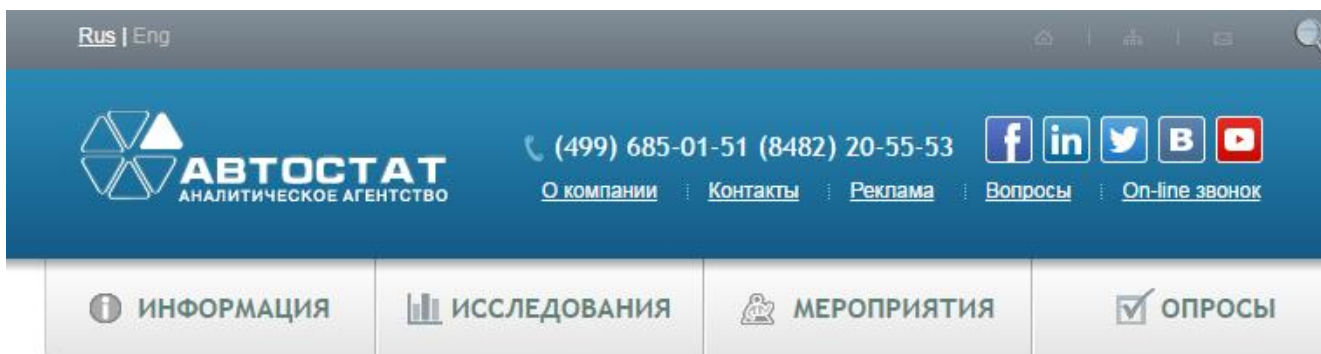 Rus | Eng
АВТОСТАТ
АНАЛИТИЧЕСКОЕ АГЕНТСТВО
(499) 685-01-51 (8482) 20-55-53
О компании Контакты Реклама Вопросы On-line звонок
ИНФОРМАЦИЯ ИССЛЕДОВАНИЯ МЕРОПРИЯТИЯ ОПРОСЫ